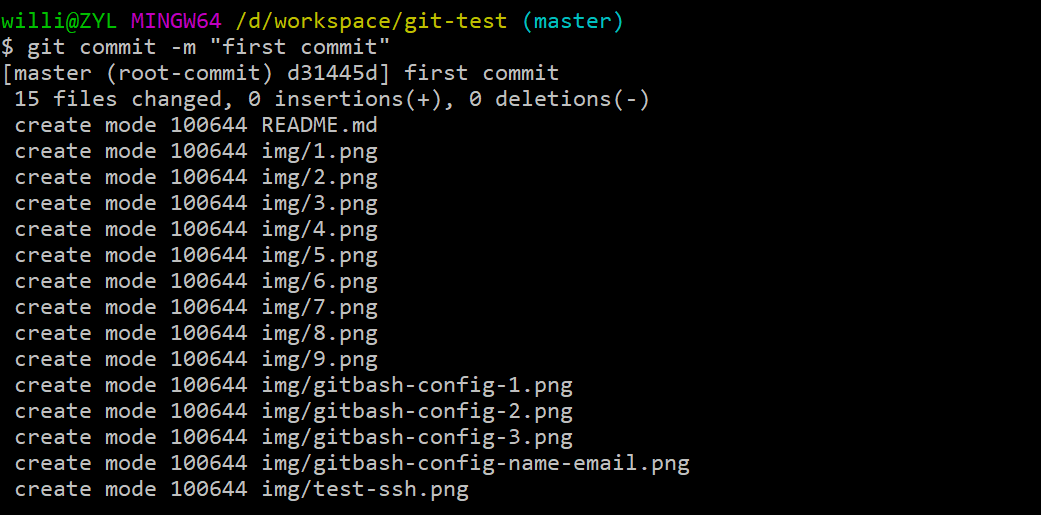 willi@ZYL MINGW64 /d/workspace/git-test (master)
$ git commit -m "first commit"
[master (root-commit) d31445d] first commit
 15 files changed, 0 insertions(+), 0 deletions(-)
 create mode 100644 README.md
 create mode 100644 img/1.png
 create mode 100644 img/2.png
 create mode 100644 img/3.png
 create mode 100644 img/4.png
 create mode 100644 img/5.png
 create mode 100644 img/6.png
 create mode 100644 img/7.png
 create mode 100644 img/8.png
 create mode 100644 img/9.png
 create mode 100644 img/gitbash-config-1.png
 create mode 100644 img/gitbash-config-2.png
 create mode 100644 img/gitbash-config-3.png
 create mode 100644 img/gitbash-config-name-email.png
 create mode 100644 img/test-ssh.png